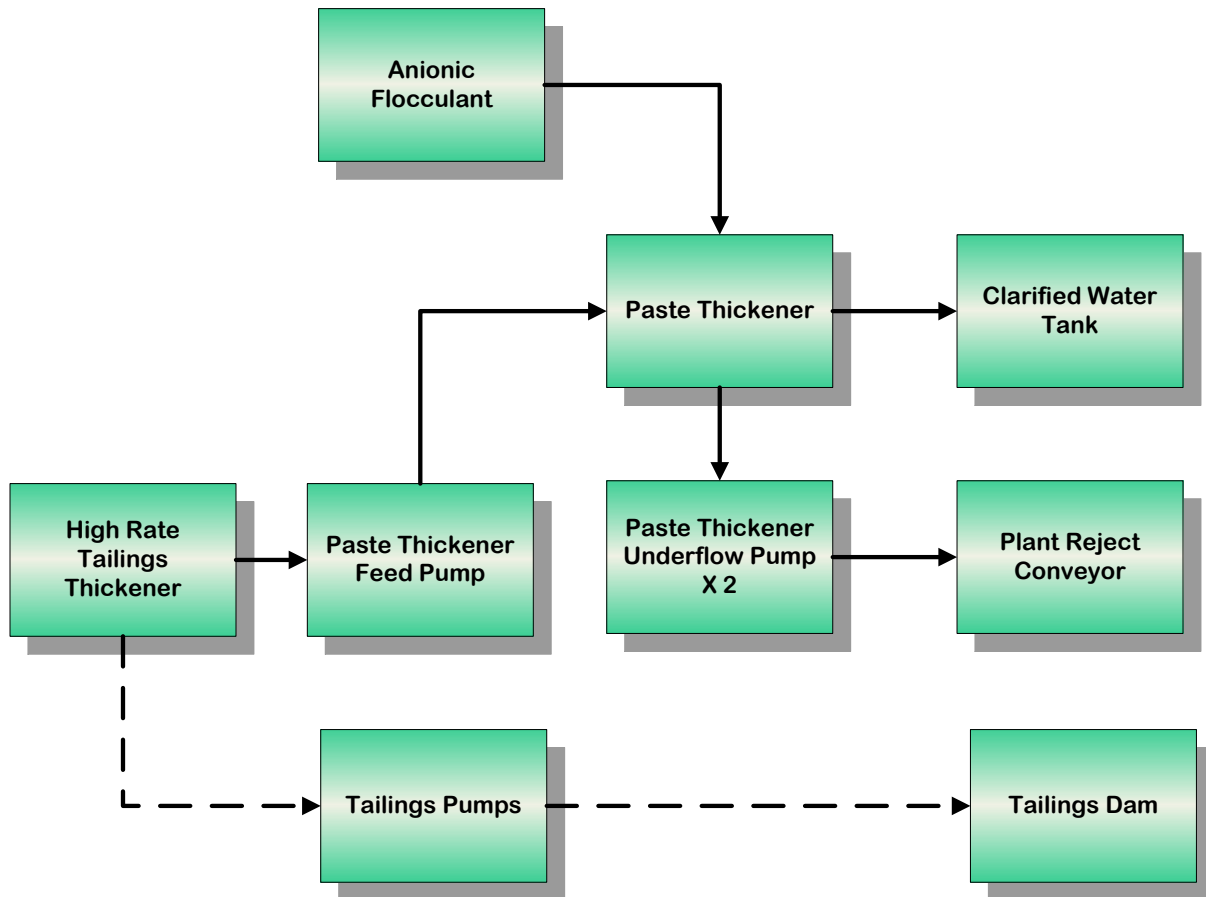 Anionic
Flocculant
Paste Thickener
Clarified Water
Tank
High Rate
Tailings
Thickener
Paste Thickener
Feed Pump
Paste Thickener
Underflow Pump
X 2
Plant Reject
Conveyor
Tailings Pumps
Tailings Dam